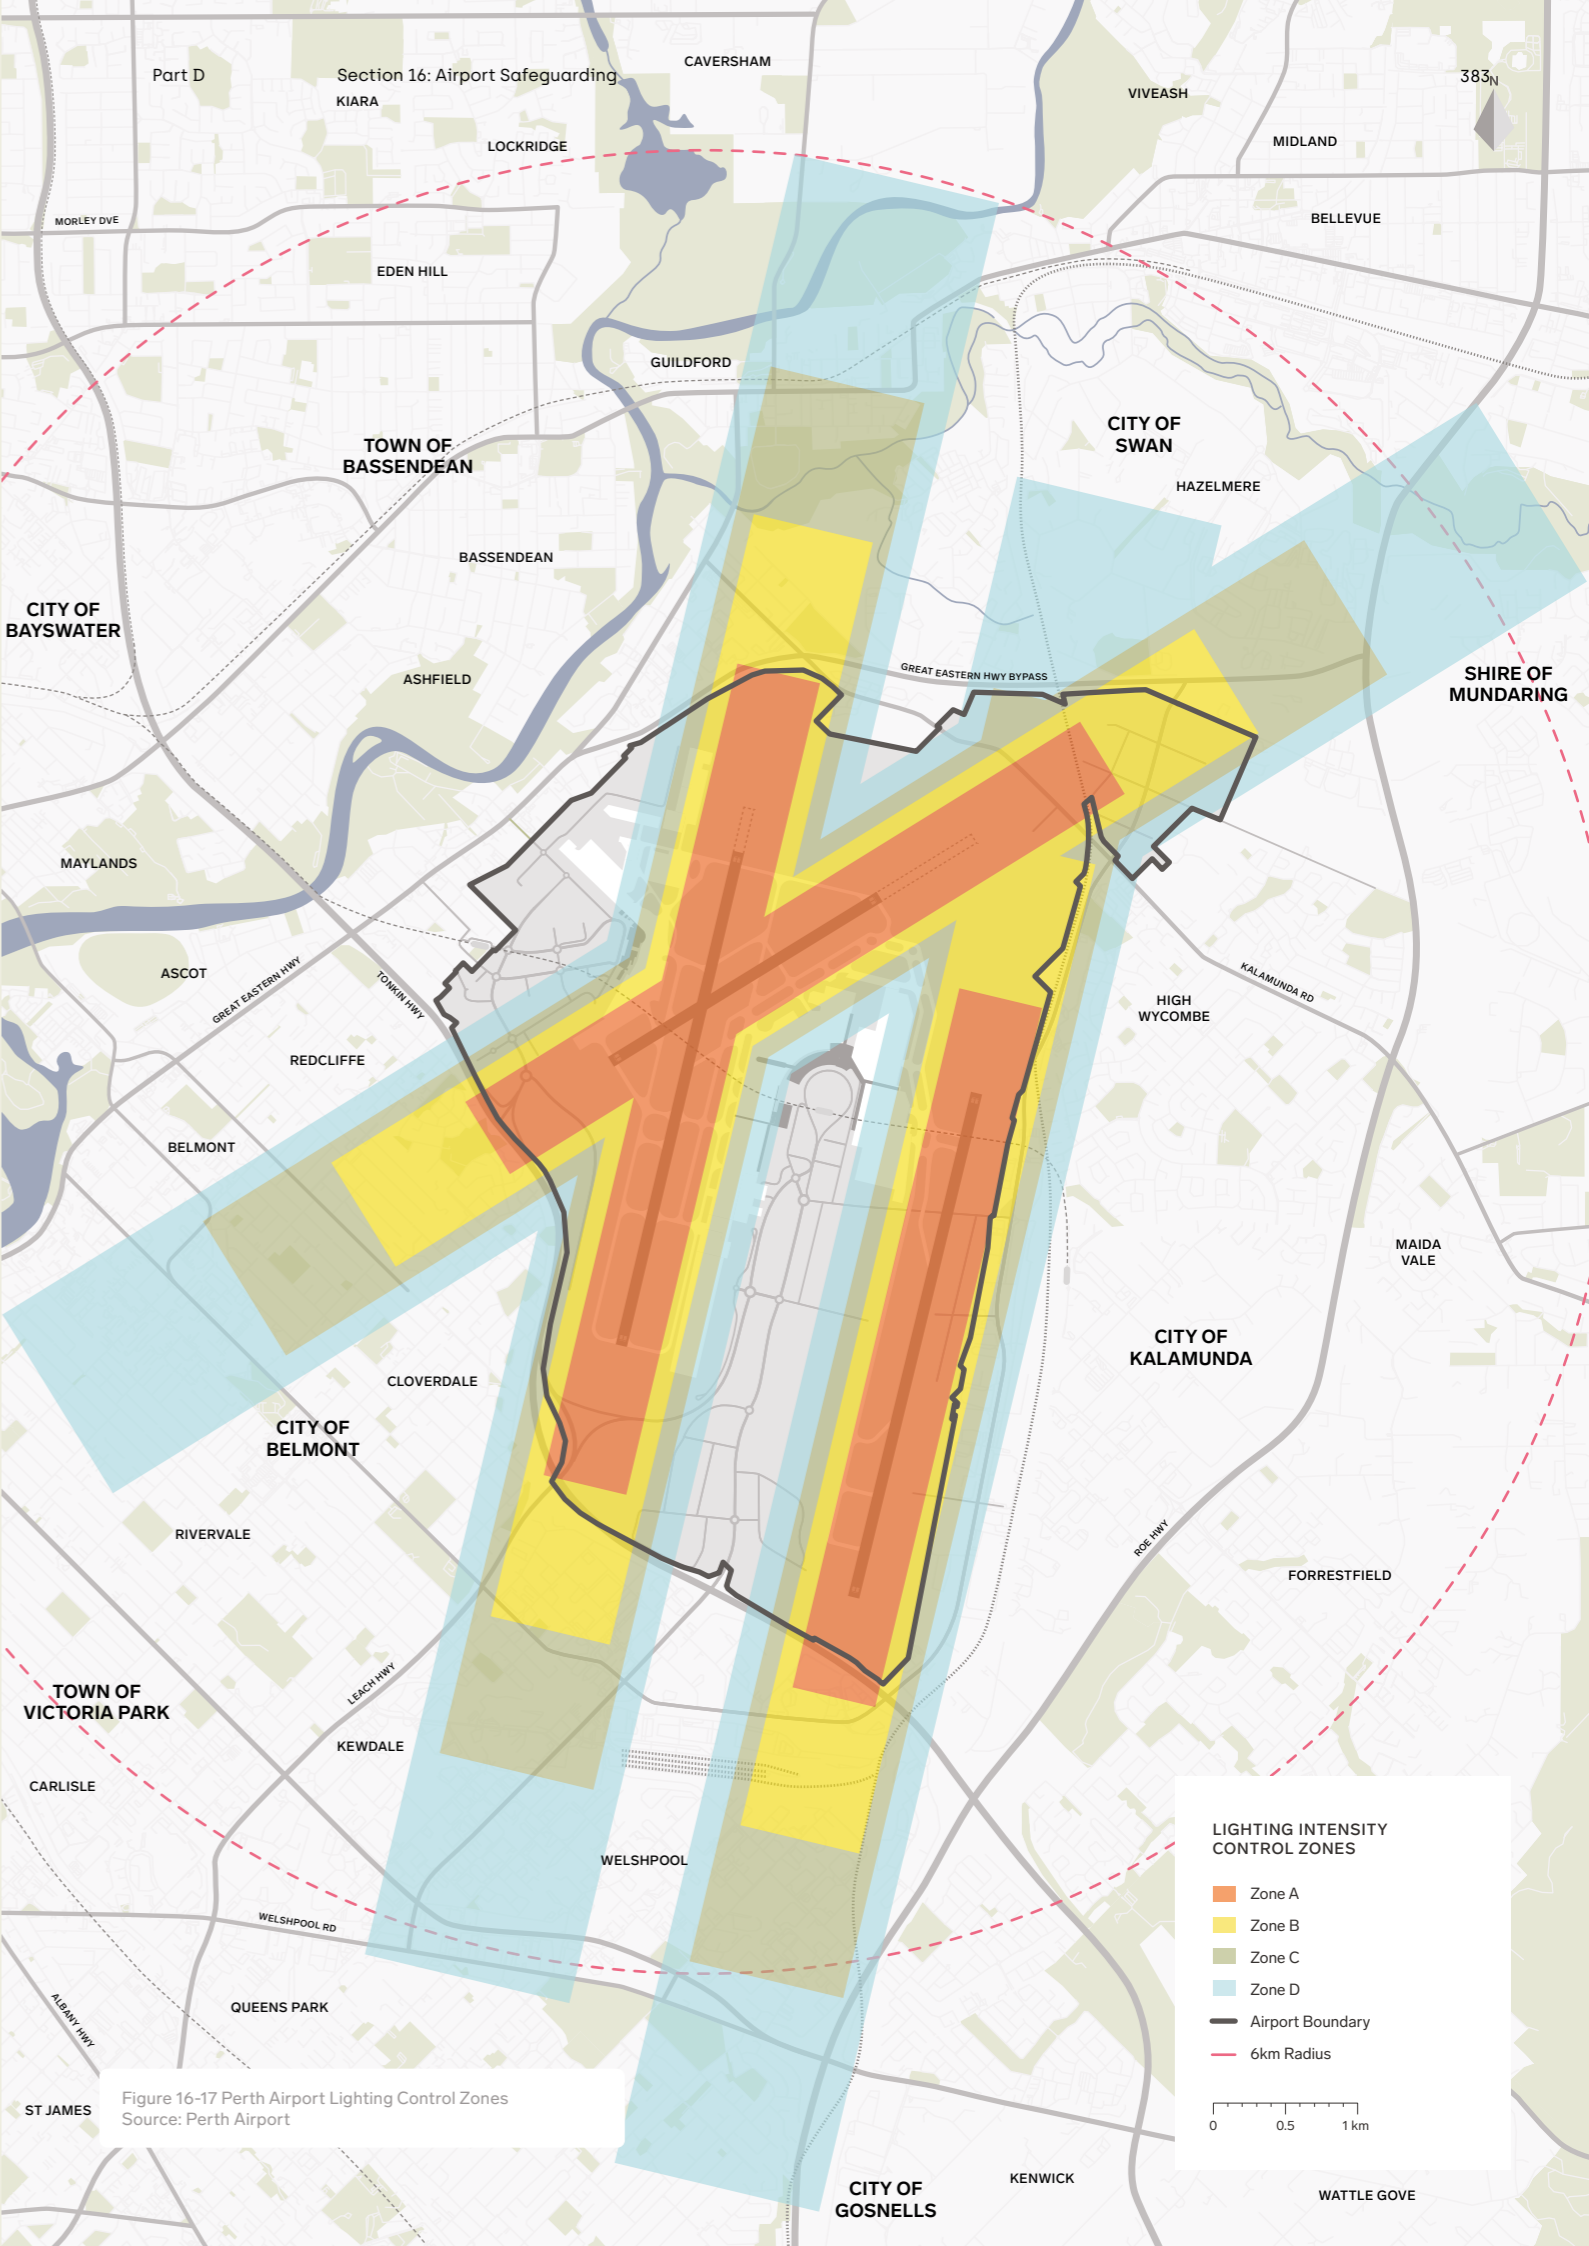 Part D
Section 16: Airport Safeguarding
383
N
CAVERSHAM
KIARA
VIVEASH
LOCKRIDGE
MIDLAND
MORLEY DVE
BELLEVUE
EDEN HILL
GUILDFORD
CITY OF
SWAN
TOWN OF
BASSENDEAN
HAZELMERE
BASSENDEAN
CITY OF
BAYSWATER
GREAT EASTERN HWY BYPASS
ASHFIELD
SHIRE OF
MUNDARING
MAYLANDS
ASCOT
GREAT EASTERN HWY
TONKIN HWY
KALAMUNDA RD
HIGH
WYCOMBE
REDCLIFFE
BELMONT
MAIDA
VALE
CITY OF
KALAMUNDA
CLOVERDALE
CITY OF
BELMONT
RIVERVALE
ROE HWY
FORRESTFIELD
TOWN OF
VICTORIA PARK
LEACH HWY
KEWDALE
CARLISLE
WELSHPOOL
WELSHPOOL RD
ALBANY HWY
QUEENS PARK
ST JAMES
LIGHTING INTENSITY
CONTROL ZONES
Zone A
Zone B
Zone C
Zone D
Airport Boundary
6km Radius
0 0.5 1 km
Figure 16-17 Perth Airport Lighting Control Zones
Source: Perth Airport
CITY OF
GOSNELLS
KENWICK
WATTLE GOVE